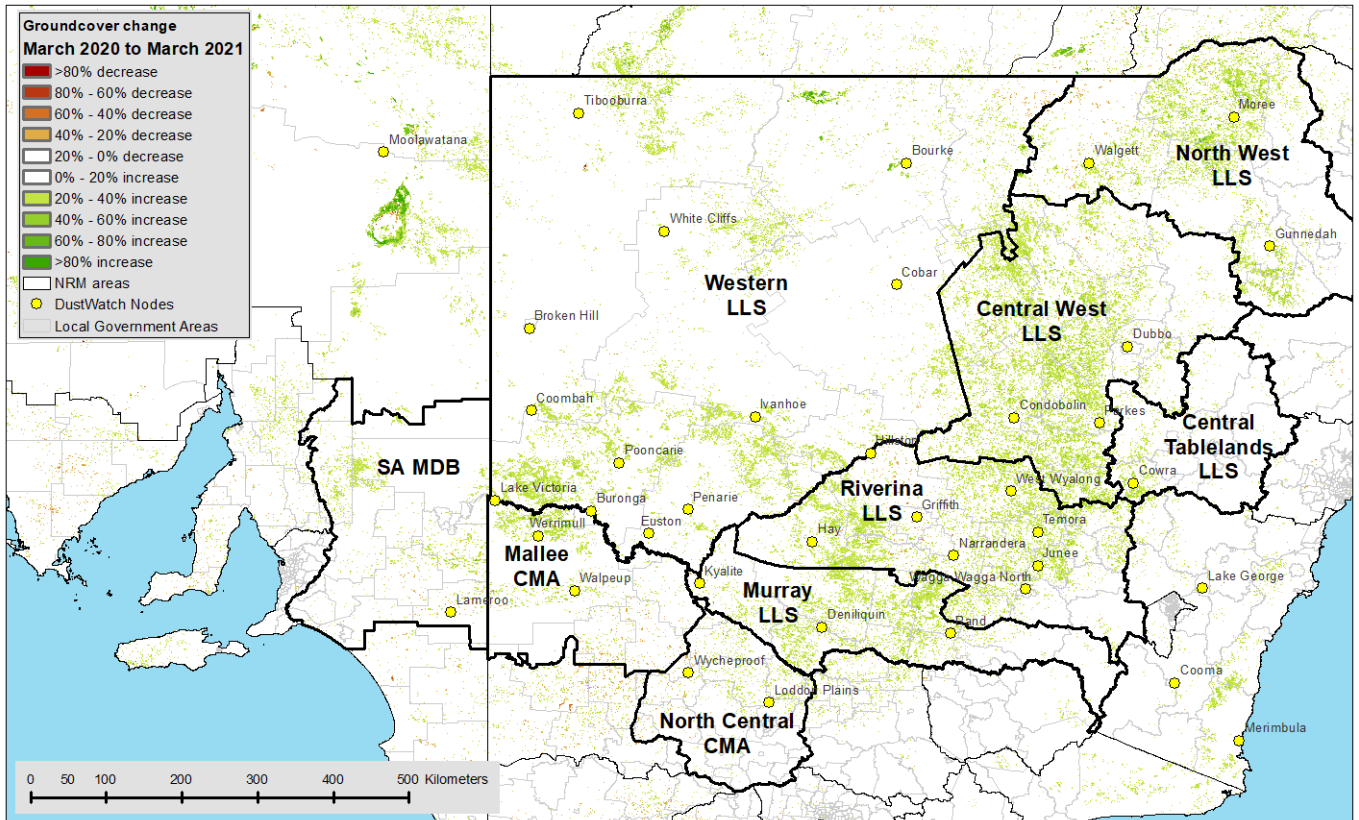 Groundcover change
March 2020 to March 2021
>80% decrease
80% - 60% decrease
60% - 40% decrease
40% - 20% decrease
20% - 0% decrease
0% - 20% increase
20% - 40% increase
40% - 60% increase
60% - 80% increase
>80% increase
NRM areas
DustWatch Nodes
Local Government Areas
Tibooburra
Moolawatana
Bourke
Moree
Walgett
North West
LLS
White Cliffs
Gunnedah
Cobar
Western
LLS
Central West
LLS
Broken Hill
Dubbo
Coombah
Ivanhoe
Condobolin
Parkes
Central
Tablelands
LLS
Hillston
Pooncarie
SA MDB
Cowra
Lake Victoria
Buronga
Penarie
Riverina
LLS
West Wyalong
Griffith
Temora
Werrimull
Euston
Hay
Narrandera
Junee
Mallee
CMA
Walpeup
Kyalite
Murray
LLS
Wagga Wagga North
Lake George
Lameroo
Deniliquin
Rand
Wycheproof
Cooma
Loddon Plains
North Central
CMA
Merimbula
0 50 100 200 300 400 500 Kilometers